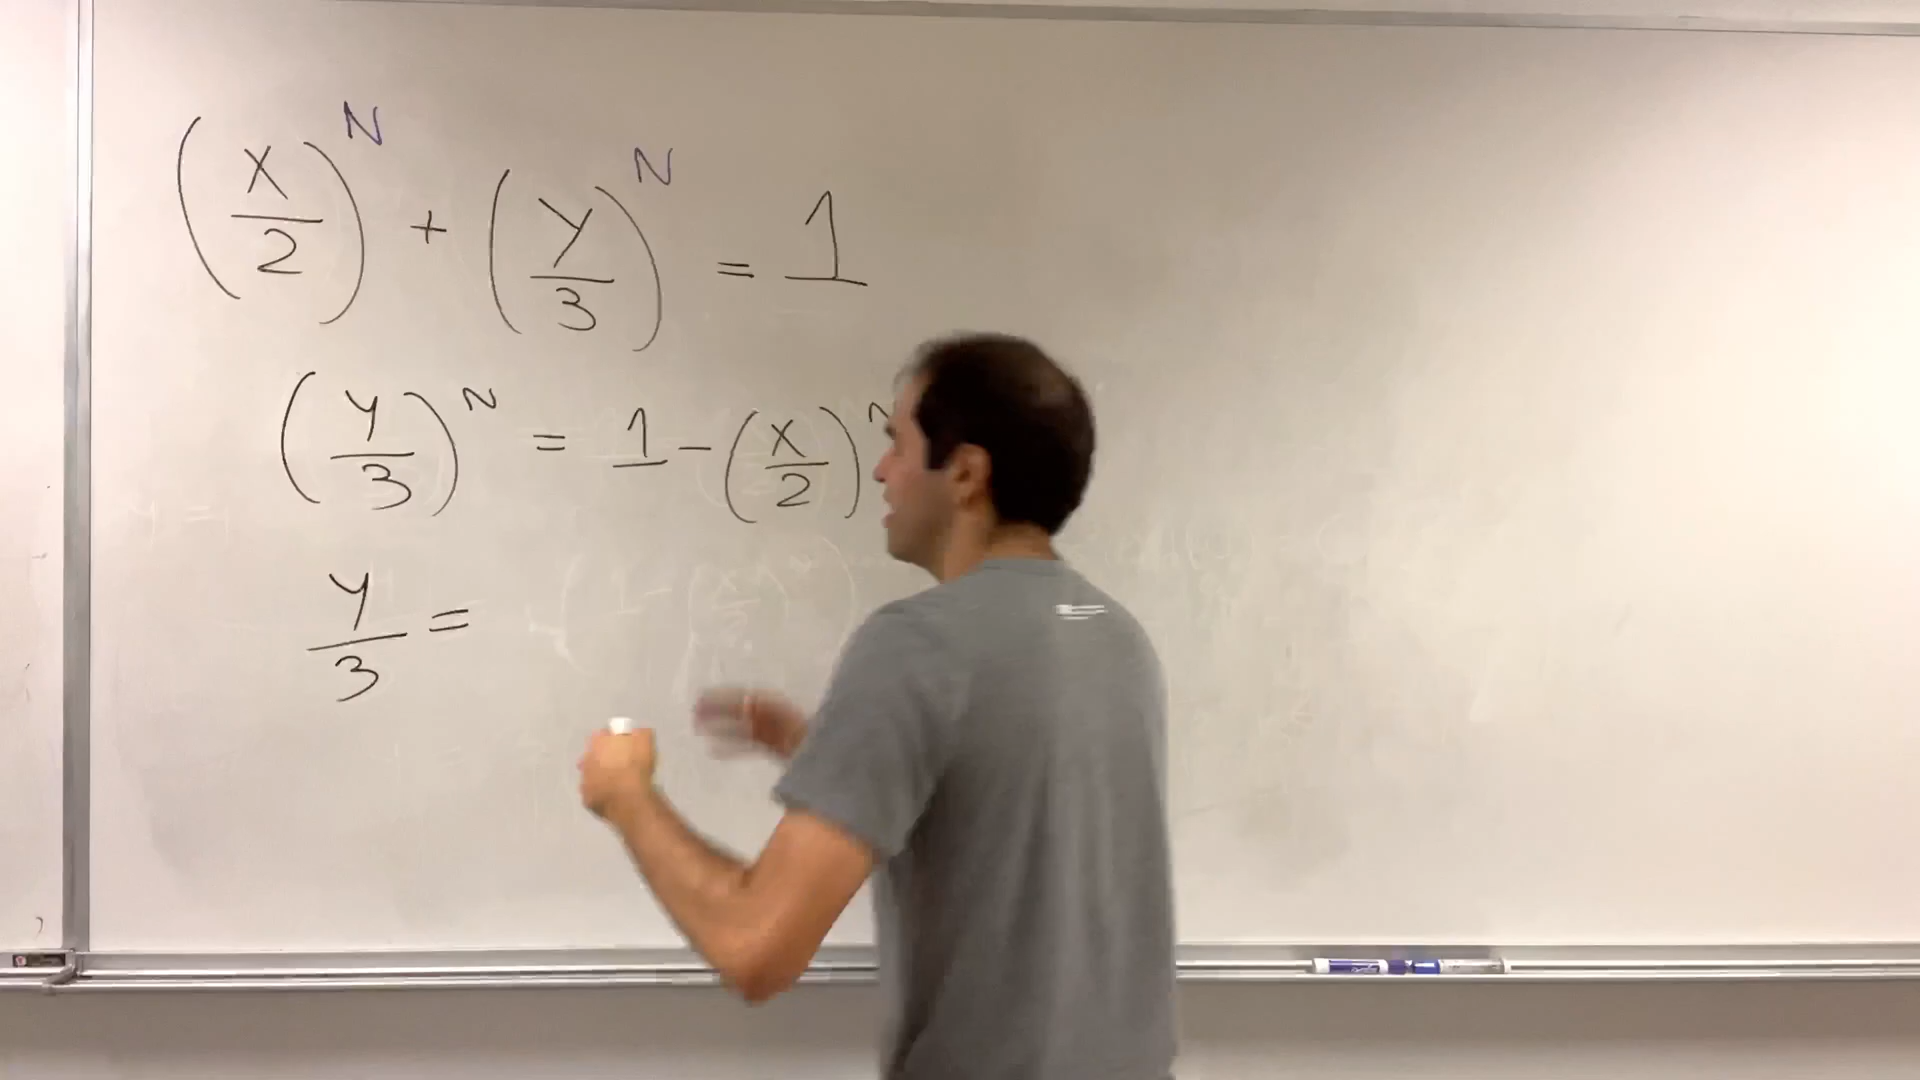 (x/2)^N + (y/3)^N = 1
(y/3)^N = 1 - (x/2)^N
y/3 =